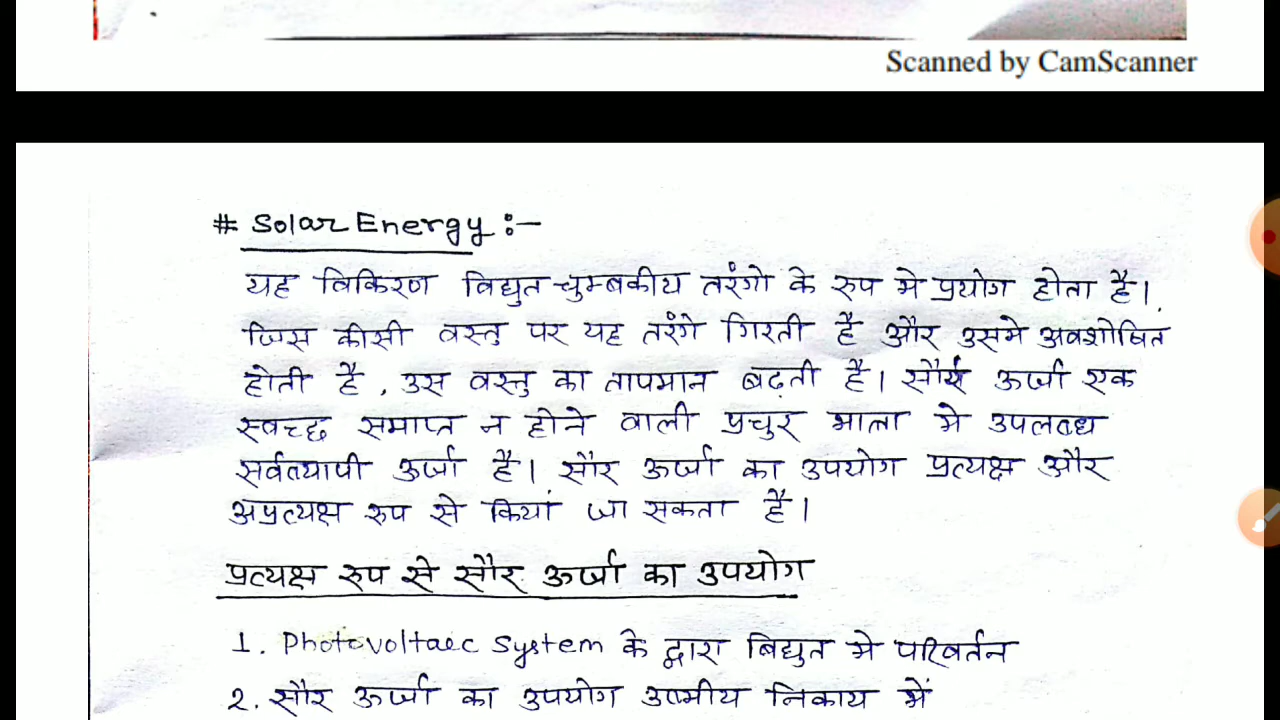 Scanned by CamScanner
# Solar Energy :-
यह विकिरण विद्युत-चुम्बकीय तरंगो के रूप मे प्रयोग होता है।
जिस कीसी वस्तु पर यह तरंगे गिरती है और उसमे अवशोषित
होती है, उस वस्तु का तापमान बढ़ती है। सौर्य ऊर्जा एक
स्वच्छ समाप्त न होने वाली प्रचुर मात्रा मे उपलब्ध
सर्वव्यापी ऊर्जा है। सौर ऊर्जा का उपयोग प्रत्यक्ष और
अप्रत्यक्ष रूप से कियां जा सकता है।
प्रत्यक्ष रूप से सौर ऊर्जा का उपयोग
1. Photovoltaic System के द्वारा विद्युत मे परिवर्तन
2. सौर ऊर्जा का उपयोग उष्मीय निकाय में